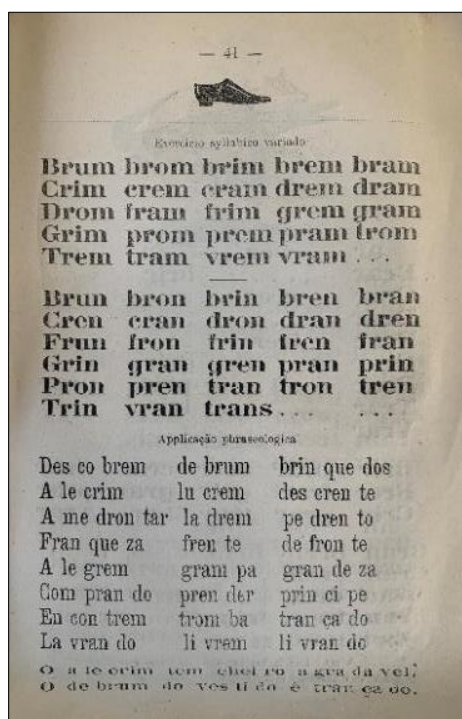 — 41 —
Exercicio syllabico variado
Brum brom brim brem bram
Crim crem cram drem dram
Drom fram frim grem gram
Grim prom prem pram trom
Trem tram vrem vram . . .
Brun bron brin bren bran
Cren cran dron dran dren
Frun fron frin fren fran
Grin gran gren pran prin
Pron pren tran tron tren
Trin vran trans . . . . . .
Applicação phraseologica
Des co brem de brum brin que dos
A le crim lu crem des cren te
A me dron tar la drem pe dren to
Fran que za fren te de fron te
A le grem gram pa gran de za
Com pran do pren der prin ci pe
En con trem trom ba tran ça do
La vran do li vrem li vran do
O a le crim tem chei ro a gra da vel.
O de brum do ves ti do é tran ça do.